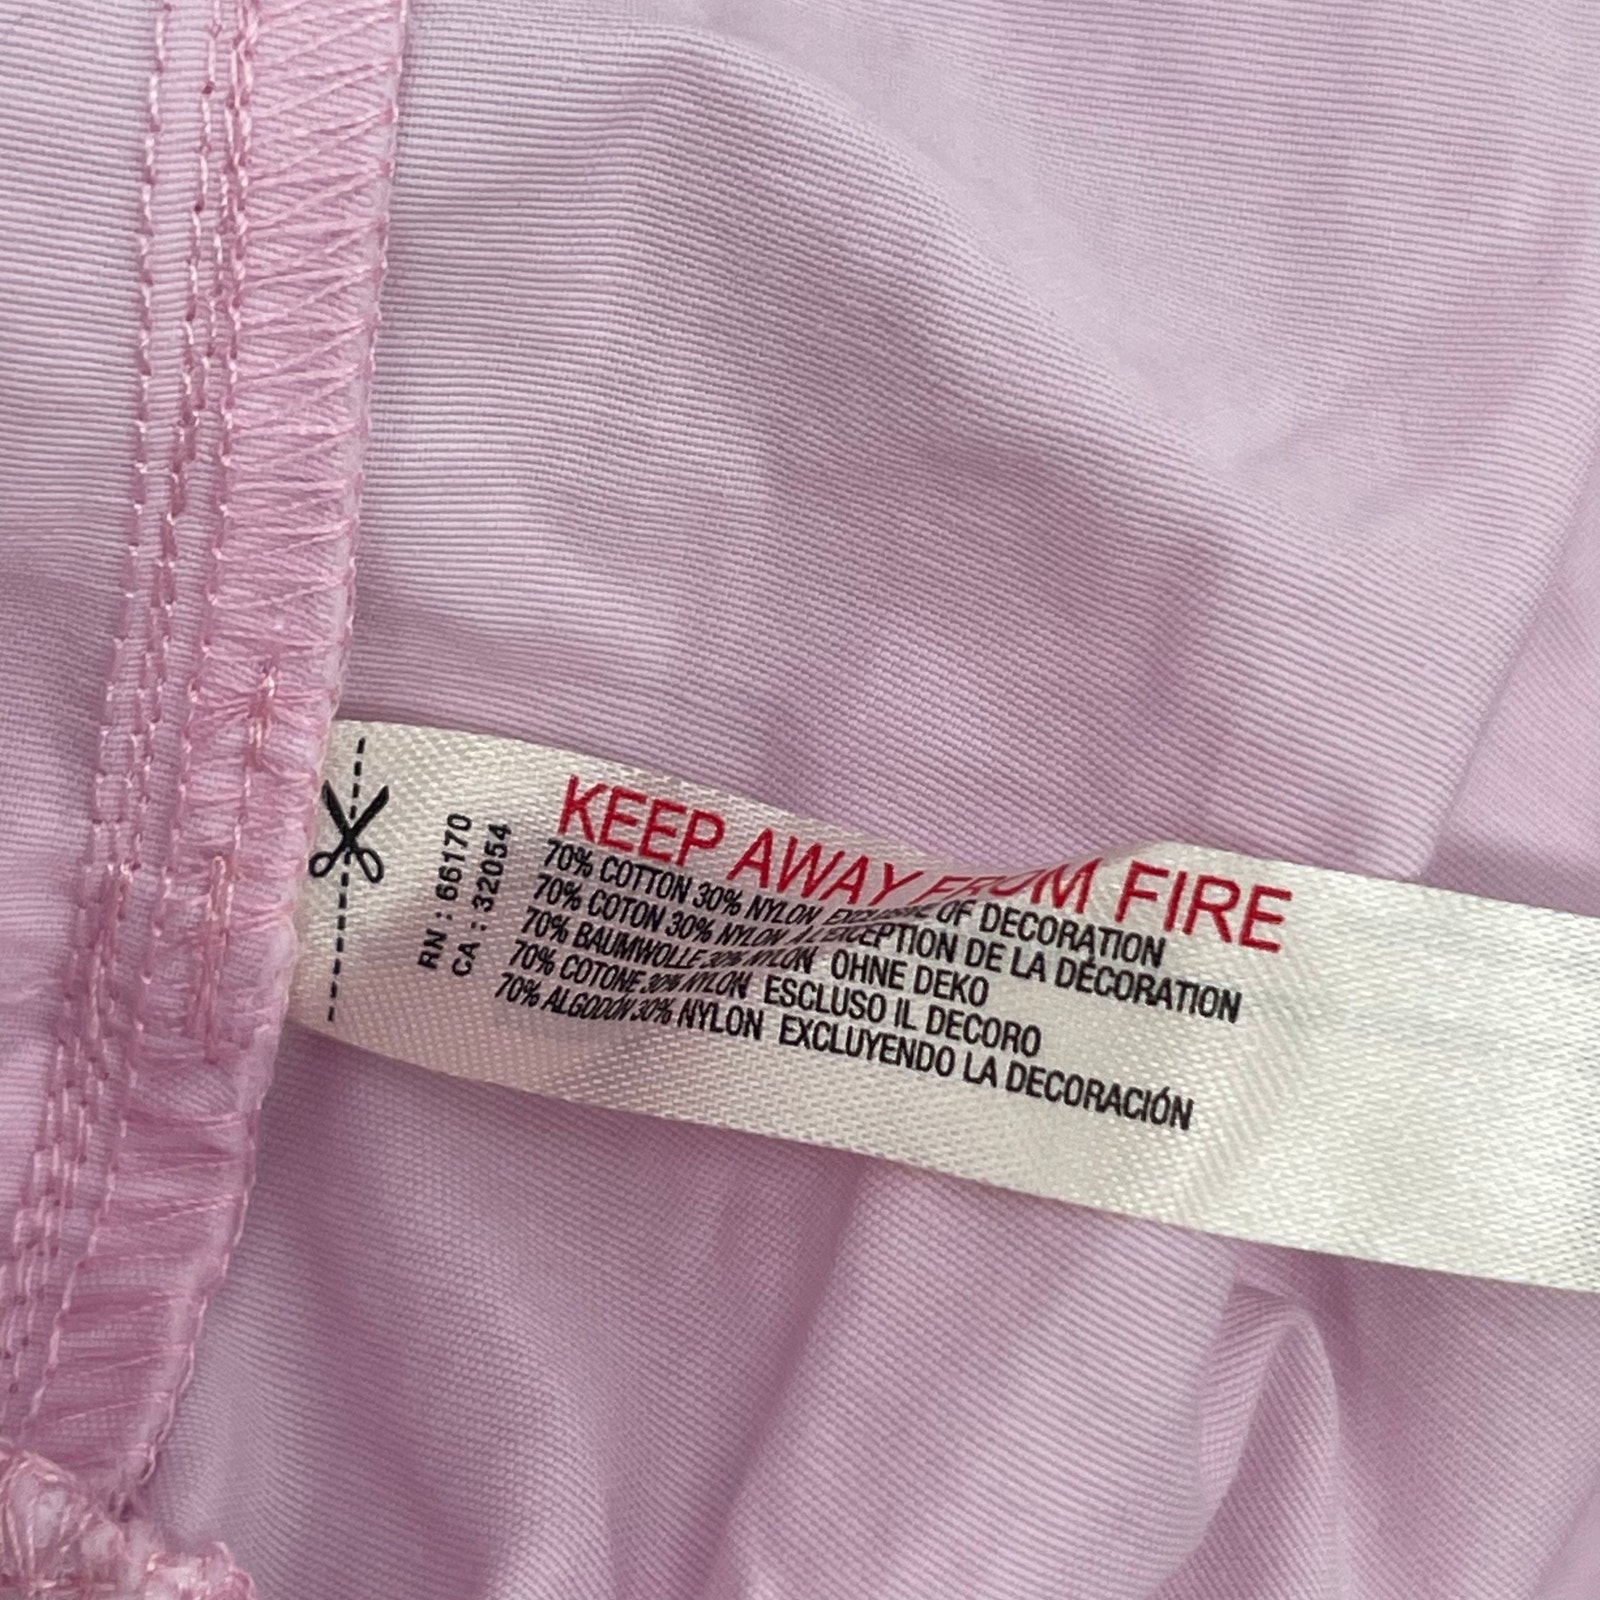 RN : 66170
CA : 32054
KEEP AWAY FROM FIRE
70% COTTON 30% NYLON EXCLUSIVE OF DECORATION
70% COTON 30% NYLON A L'EXCEPTION DE LA DÉCORATION
70% BAUMWOLLE 30% NYLON OHNE DEKO
70% COTONE 30% NYLON ESCLUSO IL DECORO
70% ALGODÓN 30% NYLON EXCLUYENDO LA DECORACIÓN